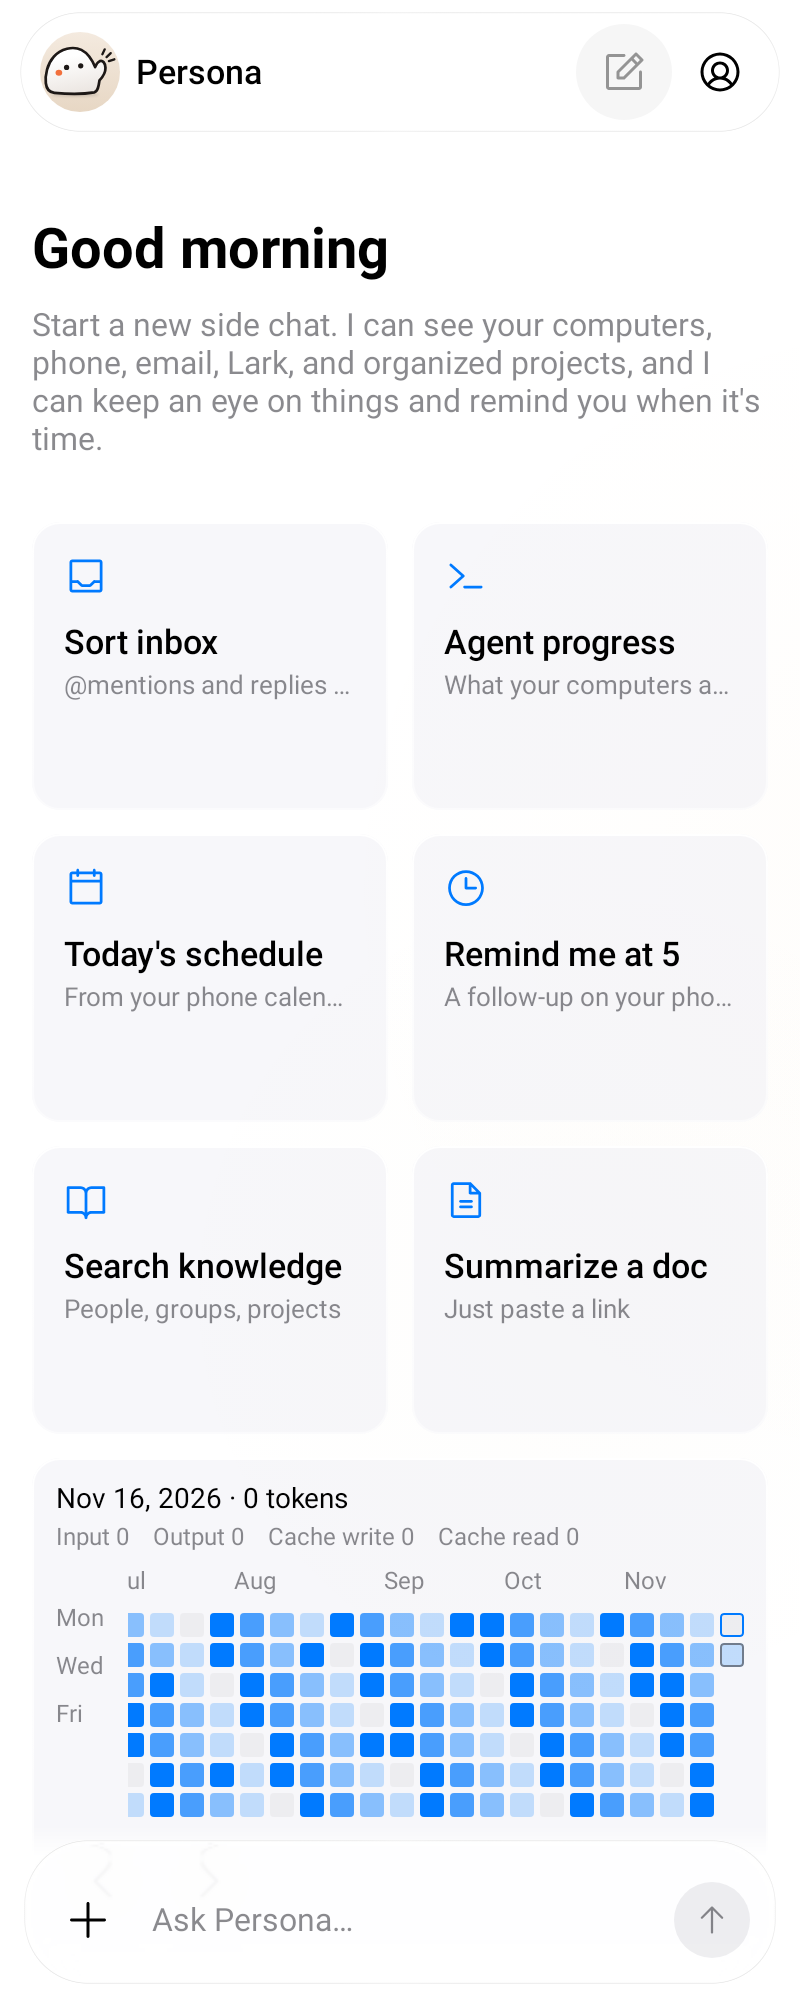 Persona
Good morning
Start a new side chat. I can see your computers,
phone, email, Lark, and organized projects, and I
can keep an eye on things and remind you when it's
time.
Sort inbox
@mentions and replies ...
Agent progress
What your computers a...
Today's schedule
From your phone calen...
Remind me at 5
A follow-up on your pho...
Search knowledge
People, groups, projects
Summarize a doc
Just paste a link
Nov 16, 2026 · 0 tokens
Input 0 Output 0 Cache write 0 Cache read 0
ul Aug Sep Oct Nov
Mon
Wed
Fri
Ask Persona...